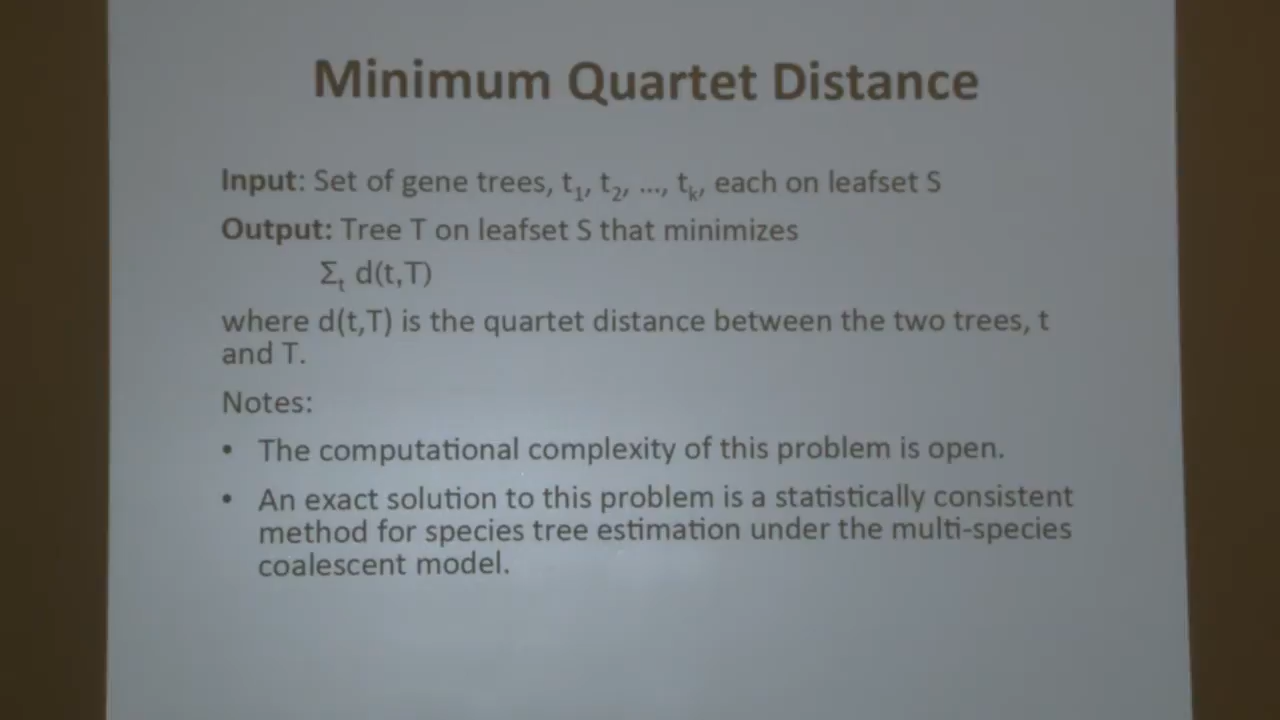 Minimum Quartet Distance
Input: Set of gene trees, t1, t2, ..., tk, each on leafset S
Output: Tree T on leafset S that minimizes
Σt d(t,T)
where d(t,T) is the quartet distance between the two trees, t
and T.
Notes:
• The computational complexity of this problem is open.
• An exact solution to this problem is a statistically consistent
method for species tree estimation under the multi-species
coalescent model.